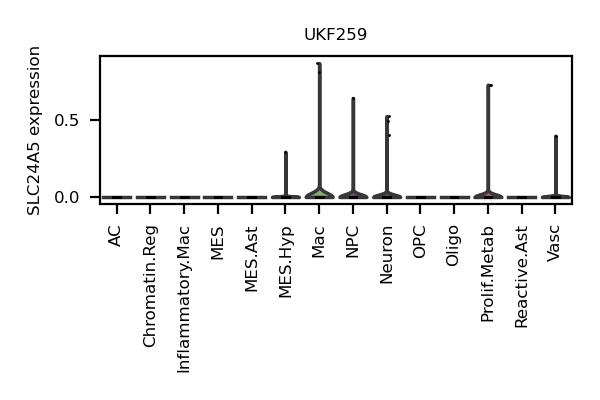 UKF259
SLC24A5 expression
0.5
0.0
AC
Chromatin.Reg
Inflammatory.Mac
MES
MES.Ast
MES.Hyp
Mac
NPC
Neuron
OPC
Oligo
Prolif.Metab
Reactive.Ast
Vasc